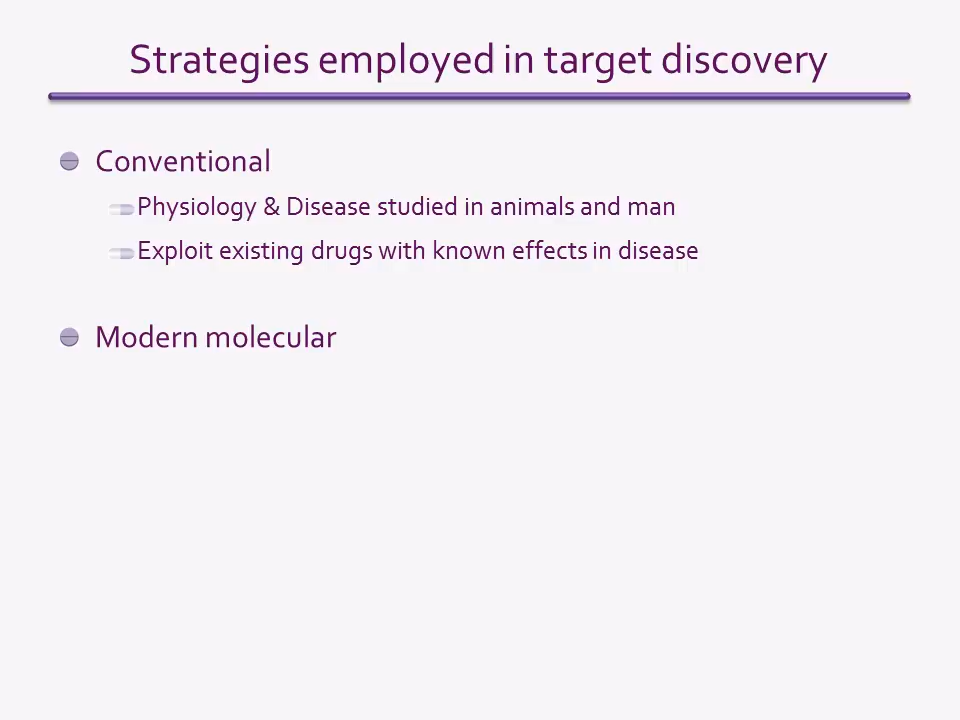 Strategies employed in target discovery
Conventional
Physiology & Disease studied in animals and man
Exploit existing drugs with known effects in disease
Modern molecular